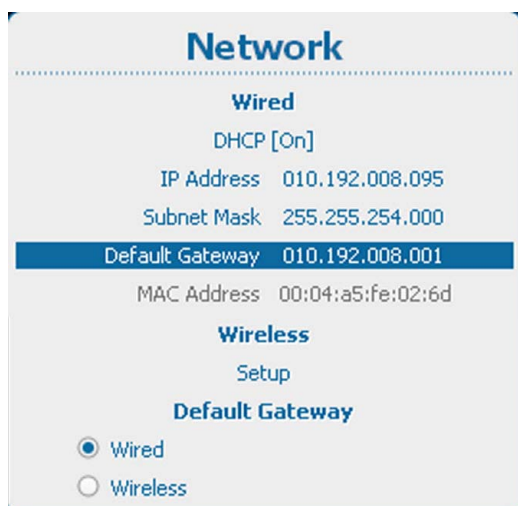 Network
Wired
DHCP [On]
IP Address 010.192.008.095
Subnet Mask 255.255.254.000
Default Gateway 010.192.008.001
MAC Address 00:04:a5:fe:02:6d
Wireless
Setup
Default Gateway
Wired
Wireless